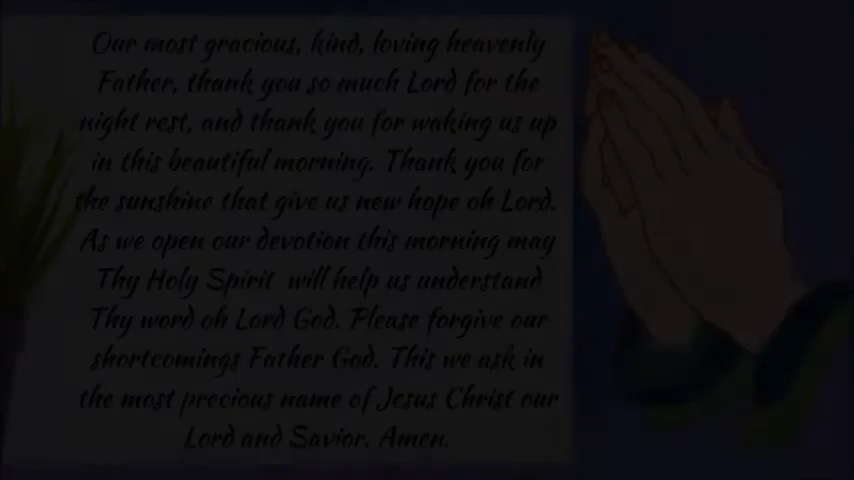 Our most gracious, kind, loving heavenly
Father, thank you so much Lord for the
night rest, and thank you for waking us up
in this beautiful morning. Thank you for
the sunshine that give us new hope oh Lord.
As we open our devotion this morning may
Thy Holy Spirit will help us understand
Thy word oh Lord God. Please forgive our
shortcomings Father God. This we ask in
the most precious name of Jesus Christ our
Lord and Savior. Amen.